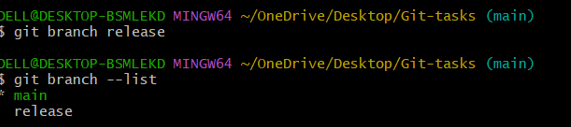 DELL@DESKTOP-BSMLEKD MINGW64 ~/OneDrive/Desktop/Git-tasks (main)
$ git branch release
DELL@DESKTOP-BSMLEKD MINGW64 ~/OneDrive/Desktop/Git-tasks (main)
$ git branch --list
* main
  release